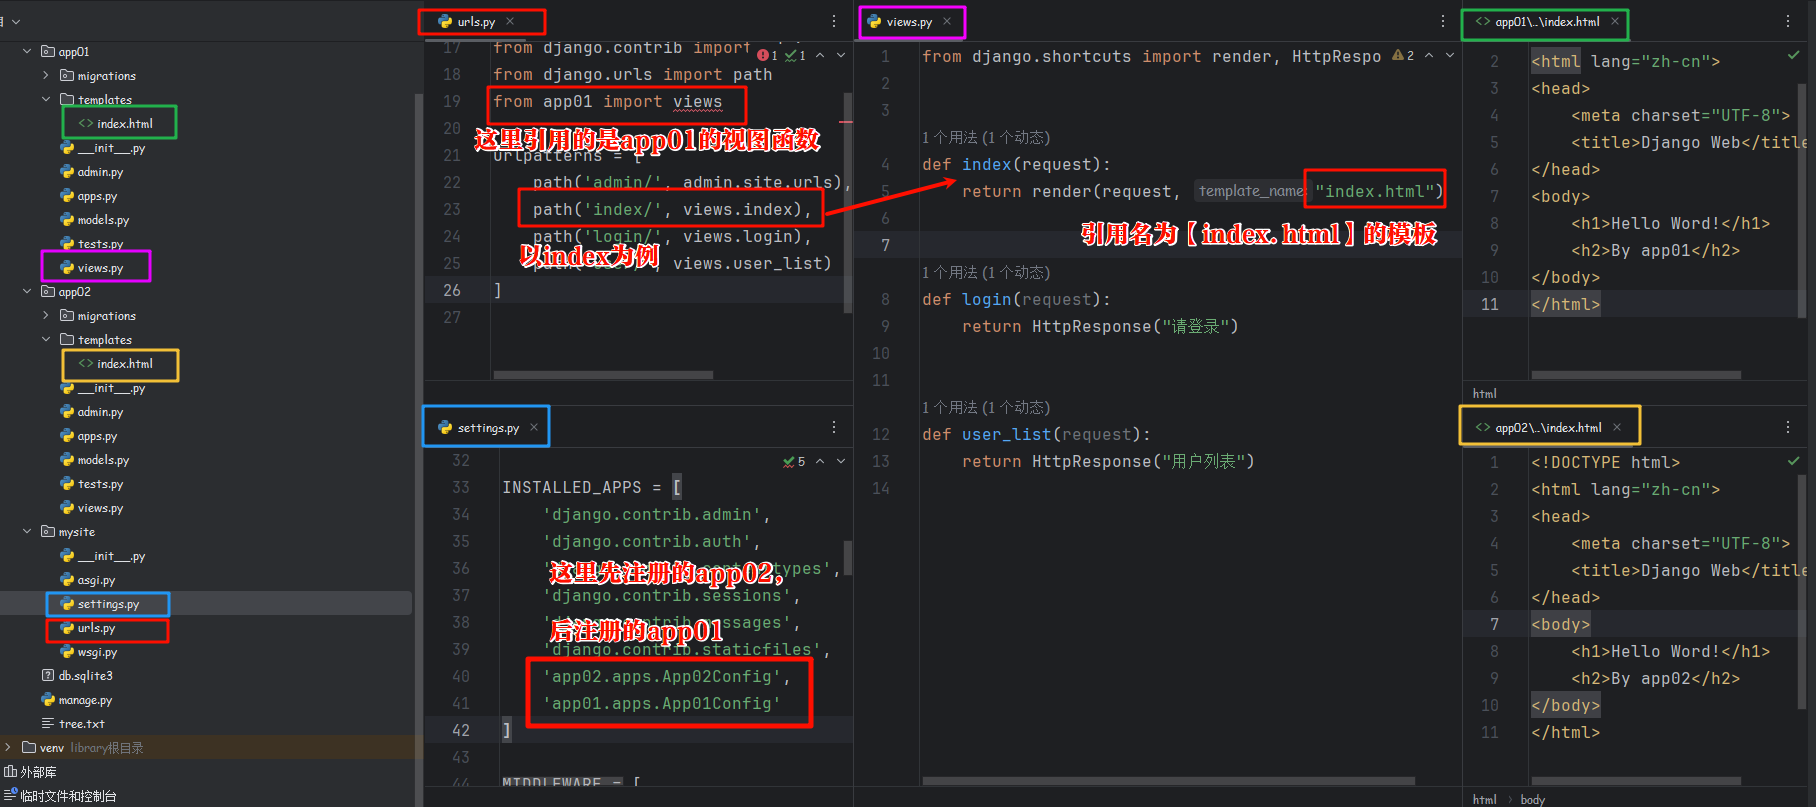 app01
migrations
templates
index.html
__init__.py
admin.py
apps.py
models.py
tests.py
views.py
app02
migrations
templates
index.html
__init__.py
admin.py
apps.py
models.py
tests.py
views.py
mysite
__init__.py
asgi.py
settings.py
urls.py
wsgi.py
db.sqlite3
manage.py
tree.txt
venv library根目录
外部库
临时文件和控制台
urls.py
1 1
17 from django.contrib import
18 from django.urls import path
19 from app01 import views
20
这里引用的是app01的视图函数
21 urlpatterns = [
22 path('admin/', admin.site.urls),
23 path('index/', views.index),
24 path('login/', views.login),
以index为例
25 views.user_list)
26 ]
27
settings.py
5
32
33 INSTALLED_APPS = [
34 'django.contrib.admin',
35 'django.contrib.auth',
36 types',
这里先注册的app02,
37 'django.contrib.sessions',
38 ssages',
后注册的app01
39 'django.contrib.staticfiles',
40 'app02.apps.App02Config',
41 'app01.apps.App01Config'
42 ]
43
44 MIDDLEWARE = [
views.py
2
1 from django.shortcuts import render, HttpRespo
2
3
1 个用法 (1 个动态)
4 def index(request):
5 return render(request, template_name: "index.html")
6
引用名为【index.html】的模板
7
1 个用法 (1 个动态)
8 def login(request):
9 return HttpResponse("请登录")
10
11
1 个用法 (1 个动态)
12 def user_list(request):
13 return HttpResponse("用户列表")
14
app01\..\index.html
2 <html lang="zh-cn">
3 <head>
4 <meta charset="UTF-8">
5 <title>Django Web</title
6 </head>
7 <body>
8 <h1>Hello Word!</h1>
9 <h2>By app01</h2>
10 </body>
11 </html>
html
app02\..\index.html
1 <!DOCTYPE html>
2 <html lang="zh-cn">
3 <head>
4 <meta charset="UTF-8">
5 <title>Django Web</title
6 </head>
7 <body>
8 <h1>Hello Word!</h1>
9 <h2>By app02</h2>
10 </body>
11 </html>
html body